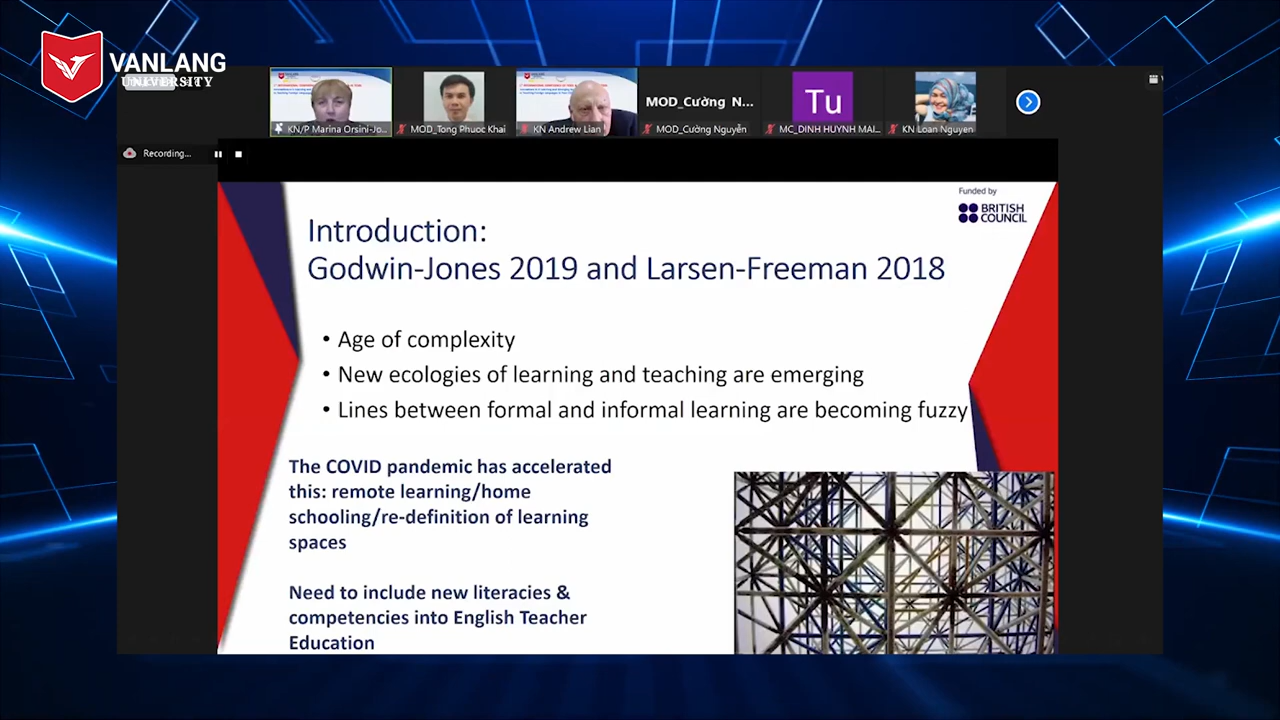 VANLANG
UNIVERSITY
KN/P Marina Orsini-Jo...
MOD_Tong Phuoc Khai
KN Andrew Lian
MOD_Cường N...
MOD_Cường Nguyễn
Tu
MC_DINH HUYNH MAI...
KN Loan Nguyen
Recording...
Funded by
BRITISH
COUNCIL
Introduction:
Godwin-Jones 2019 and Larsen-Freeman 2018
• Age of complexity
• New ecologies of learning and teaching are emerging
• Lines between formal and informal learning are becoming fuzzy
The COVID pandemic has accelerated
this: remote learning/home
schooling/re-definition of learning
spaces
Need to include new literacies &
competencies into English Teacher
Education